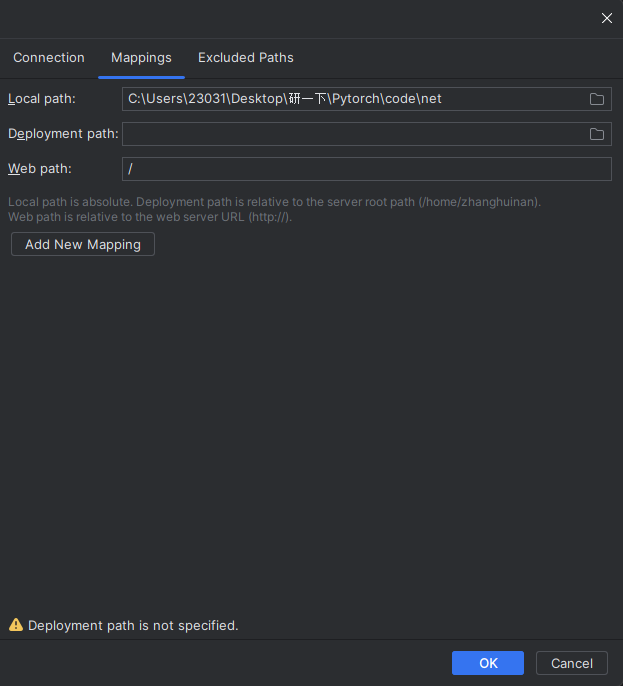 Connection Mappings Excluded Paths
Local path: C:\Users\23031\Desktop\研一下\Pytorch\code\net
Deployment path:
Web path: /
Local path is absolute. Deployment path is relative to the server root path (/home/zhanghuinan).
Web path is relative to the web server URL (http://).
Add New Mapping
Deployment path is not specified.
OK Cancel